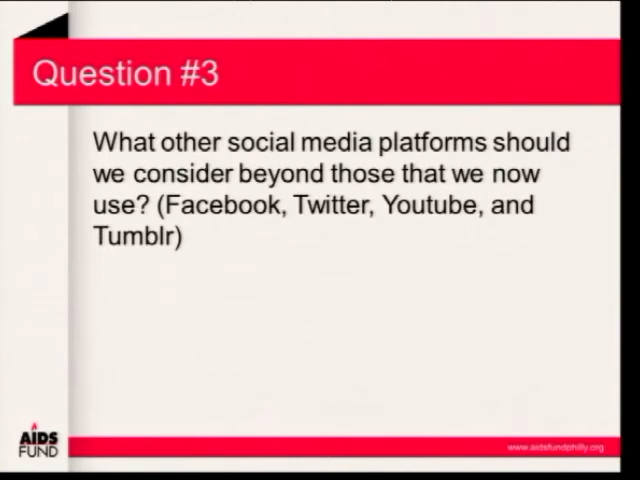 Question #3
What other social media platforms should
we consider beyond those that we now
use? (Facebook, Twitter, Youtube, and
Tumblr)
AIDS
FUND
www.aidsfundphilly.org